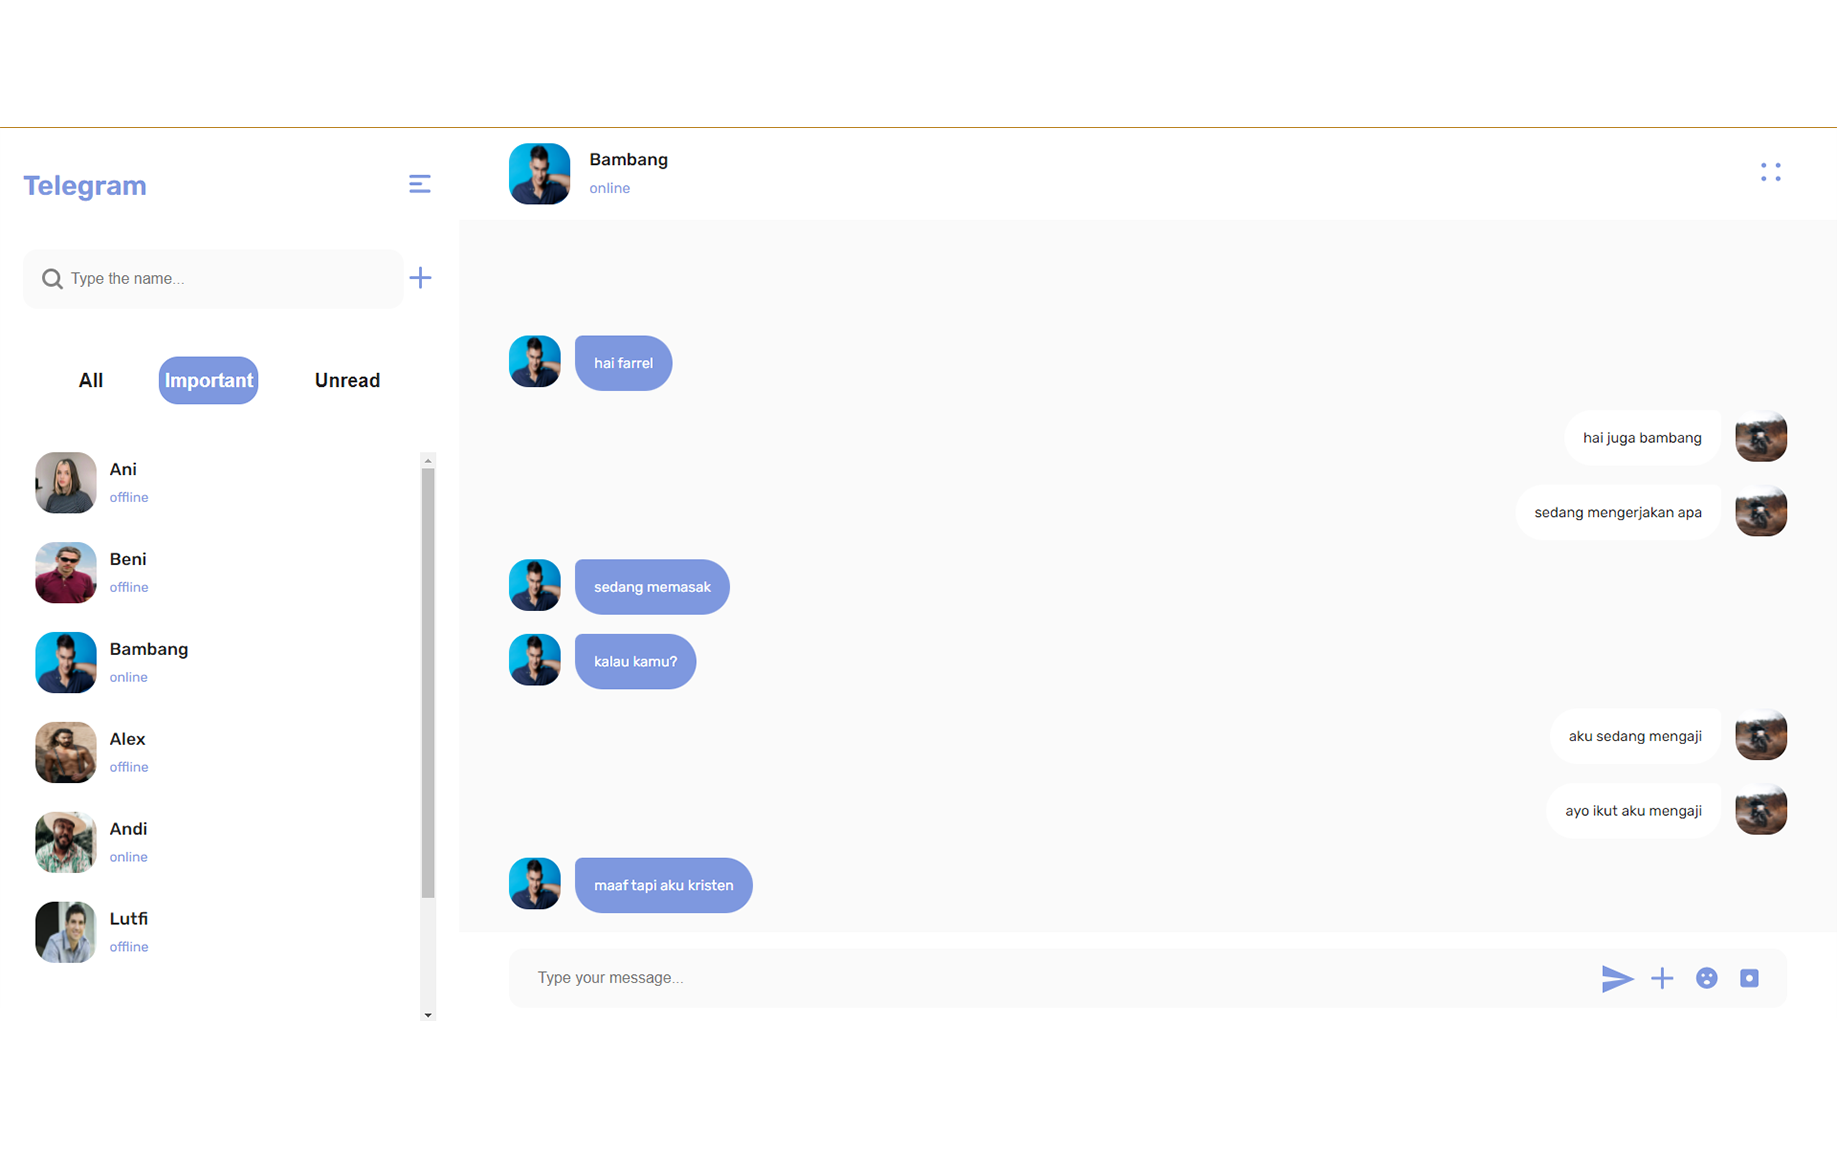 Telegram
Type the name...
All
Important
Unread
Ani
offline
Beni
offline
Bambang
online
Alex
offline
Andi
online
Lutfi
offline
Bambang
online
hai farrel
hai juga bambang
sedang mengerjakan apa
sedang memasak
kalau kamu?
aku sedang mengaji
ayo ikut aku mengaji
maaf tapi aku kristen
Type your message...